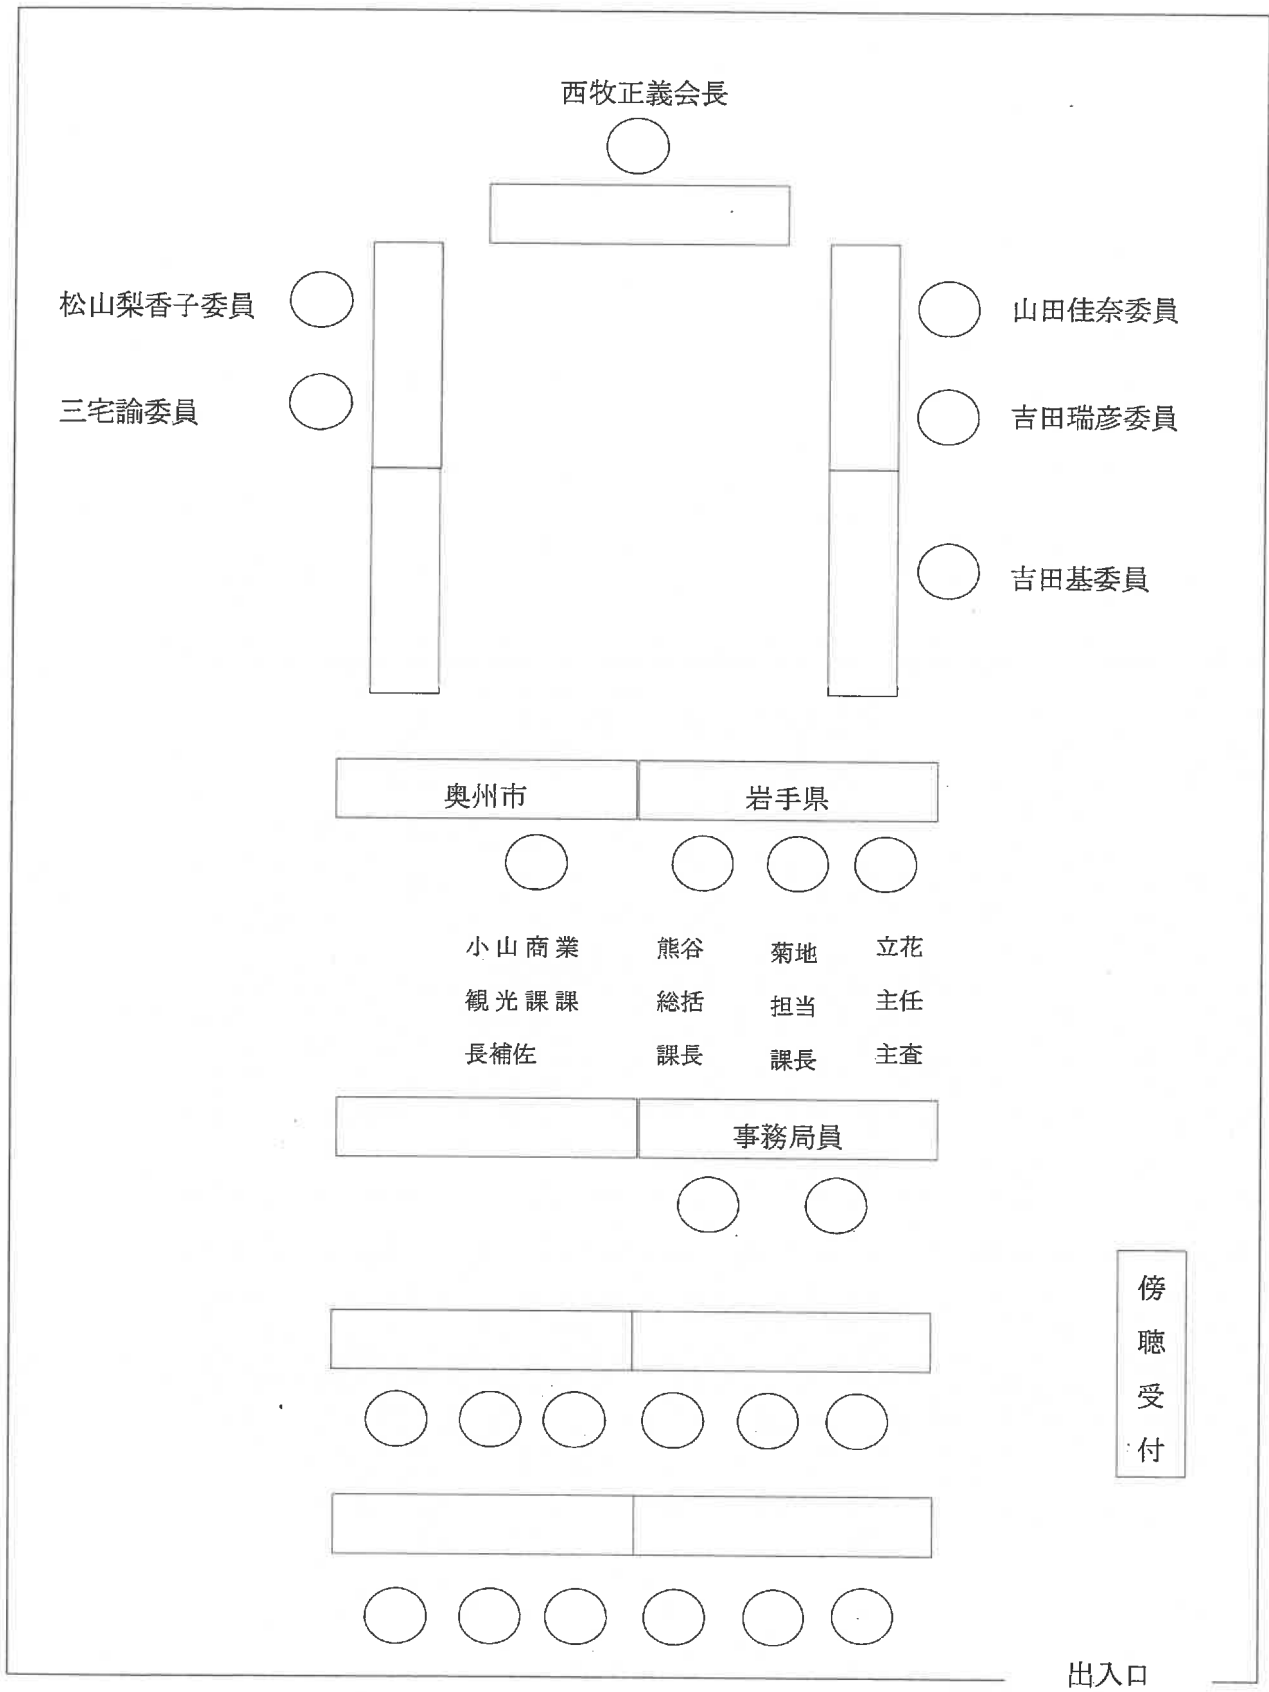 西牧正義会長
松山梨香子委員
山田佳奈委員
三宅諭委員
吉田瑞彦委員
吉田基委員
奥州市
岩手県
小山商業
観光課課
長補佐
熊谷
総括
課長
菊地
担当
課長
立花
主任
主査
事務局員
傍聴受付
出入口